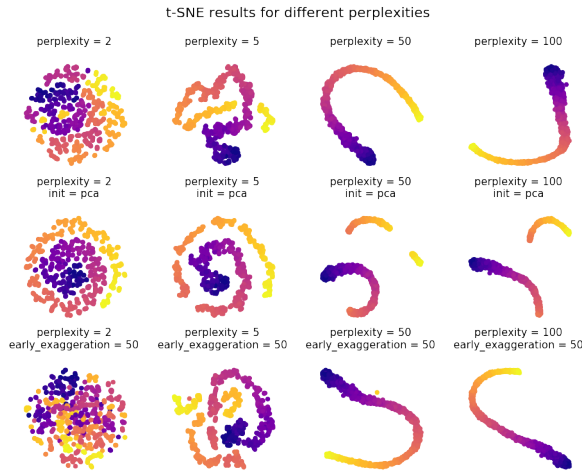 t-SNE results for different perplexities
perplexity = 2
perplexity = 5
perplexity = 50
perplexity = 100
perplexity = 2
init = pca
perplexity = 5
init = pca
perplexity = 50
init = pca
perplexity = 100
init = pca
perplexity = 2
early_exaggeration = 50
perplexity = 5
early_exaggeration = 50
perplexity = 50
early_exaggeration = 50
perplexity = 100
early_exaggeration = 50